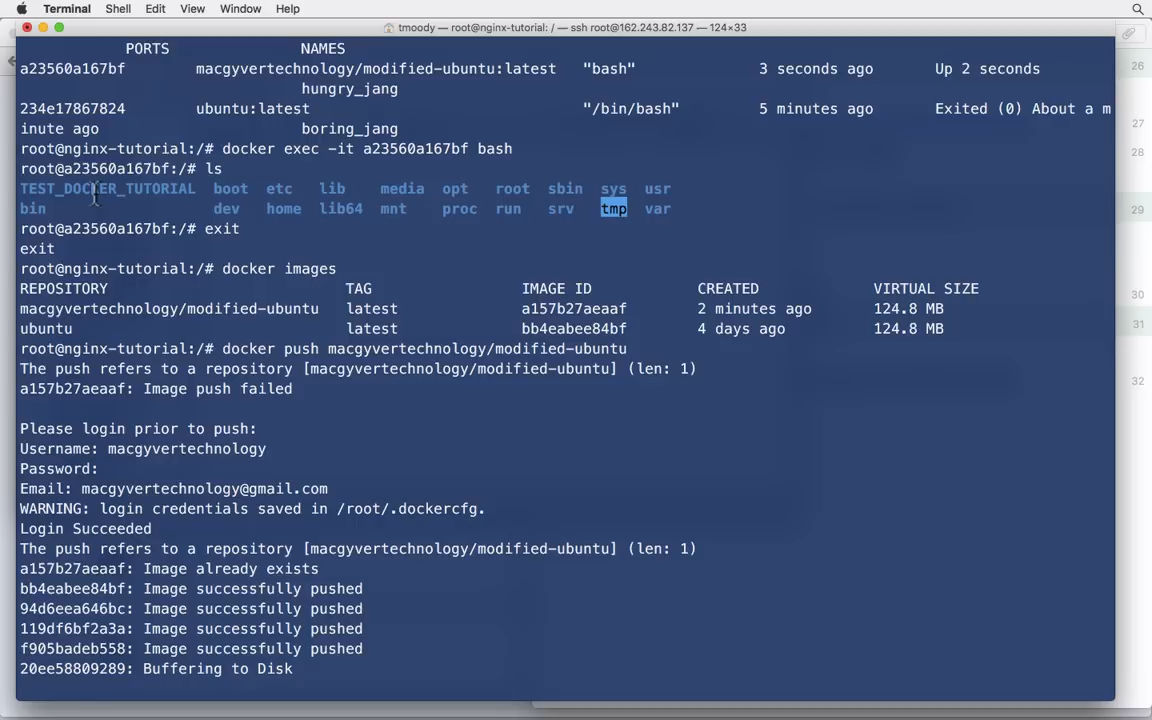 Terminal Shell Edit View Window Help
tmoody — root@nginx-tutorial: / — ssh root@162.243.82.137 — 124×33
PORTS NAMES
a23560a167bf macgyvertechnology/modified-ubuntu:latest "bash" 3 seconds ago Up 2 seconds
hungry_jang
234e17867824 ubuntu:latest "/bin/bash" 5 minutes ago Exited (0) About a m
inute ago boring_jang
root@nginx-tutorial:/# docker exec -it a23560a167bf bash
root@a23560a167bf:/# ls
TEST_DOCKER_TUTORIAL boot etc lib media opt root sbin sys usr
bin dev home lib64 mnt proc run srv tmp var
root@a23560a167bf:/# exit
exit
root@nginx-tutorial:/# docker images
REPOSITORY TAG IMAGE ID CREATED VIRTUAL SIZE
macgyvertechnology/modified-ubuntu latest a157b27aeaaf 2 minutes ago 124.8 MB
ubuntu latest bb4eabee84bf 4 days ago 124.8 MB
root@nginx-tutorial:/# docker push macgyvertechnology/modified-ubuntu
The push refers to a repository [macgyvertechnology/modified-ubuntu] (len: 1)
a157b27aeaaf: Image push failed
Please login prior to push:
Username: macgyvertechnology
Password:
Email: macgyvertechnology@gmail.com
WARNING: login credentials saved in /root/.dockercfg.
Login Succeeded
The push refers to a repository [macgyvertechnology/modified-ubuntu] (len: 1)
a157b27aeaaf: Image already exists
bb4eabee84bf: Image successfully pushed
94d6eea646bc: Image successfully pushed
119df6bf2a3a: Image successfully pushed
f905badeb558: Image successfully pushed
20ee58809289: Buffering to Disk
26
27
28
29
30
31
32